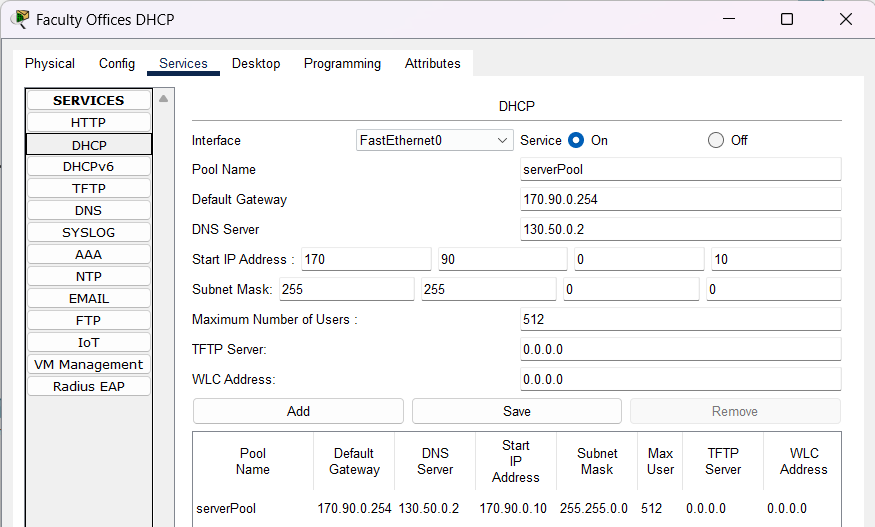 Faculty Offices DHCP
Physical Config Services Desktop Programming Attributes
SERVICES
HTTP
DHCP
DHCPv6
TFTP
DNS
SYSLOG
AAA
NTP
EMAIL
FTP
IoT
VM Management
Radius EAP
DHCP
Interface FastEthernet0 Service On Off
Pool Name serverPool
Default Gateway 170.90.0.254
DNS Server 130.50.0.2
Start IP Address : 170 90 0 10
Subnet Mask: 255 255 0 0
Maximum Number of Users : 512
TFTP Server: 0.0.0.0
WLC Address: 0.0.0.0
Add Save Remove
Pool Name Default Gateway DNS Server Start IP Address Subnet Mask Max User TFTP Server WLC Address
serverPool 170.90.0.254 130.50.0.2 170.90.0.10 255.255.0.0 512 0.0.0.0 0.0.0.0